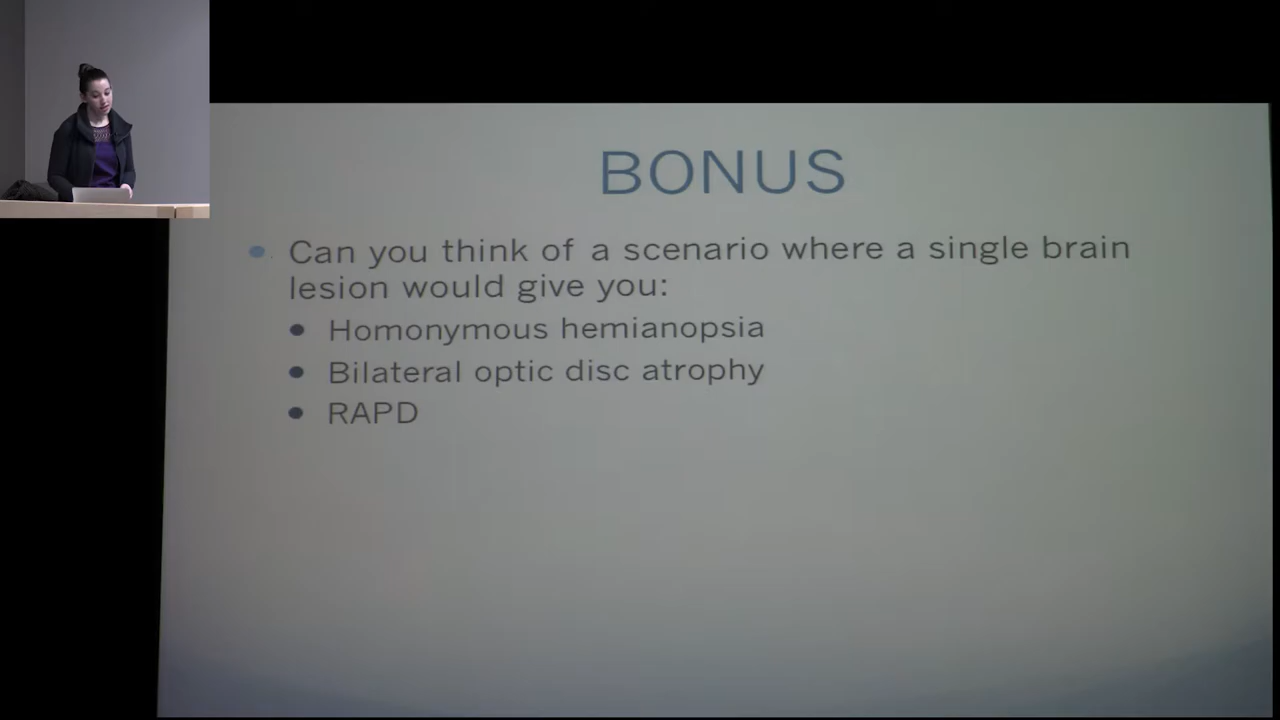 BONUS
Can you think of a scenario where a single brain
lesion would give you:
Homonymous hemianopsia
Bilateral optic disc atrophy
RAPD